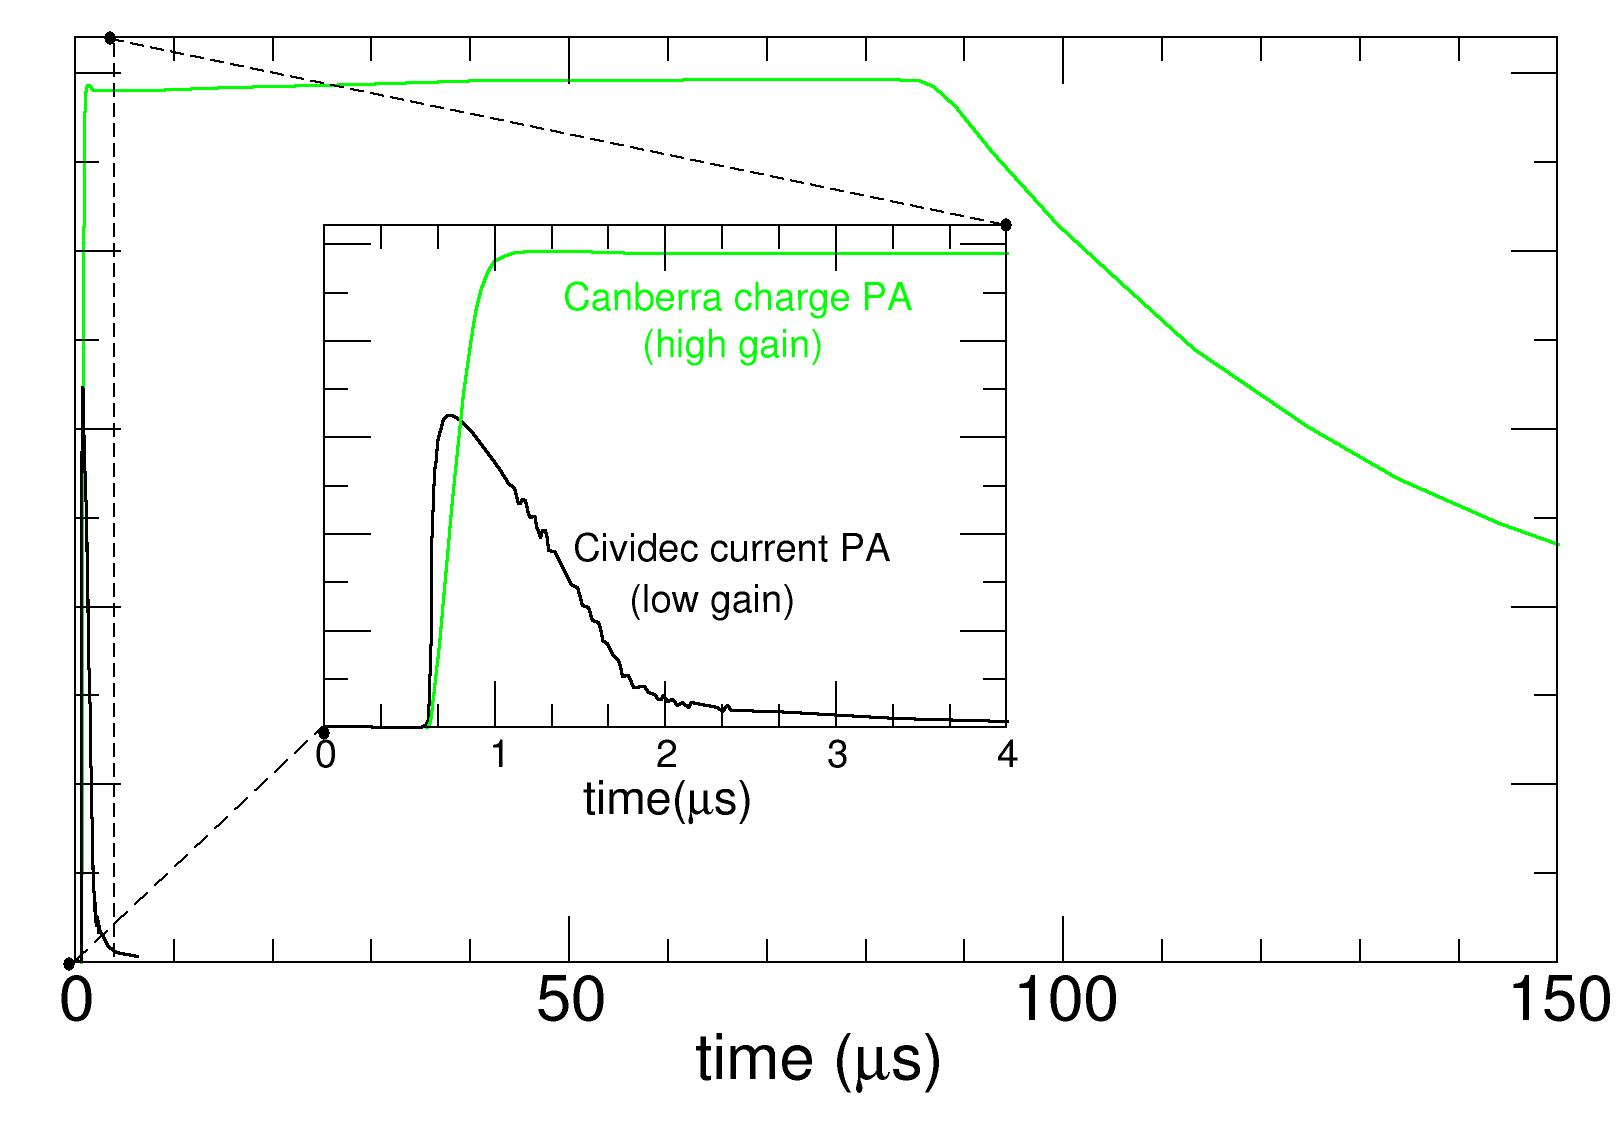 Canberra charge PA
(high gain)
Cividec current PA
(low gain)
0 1 2 3 4
time(μs)
0 50 100 150
time (μs)